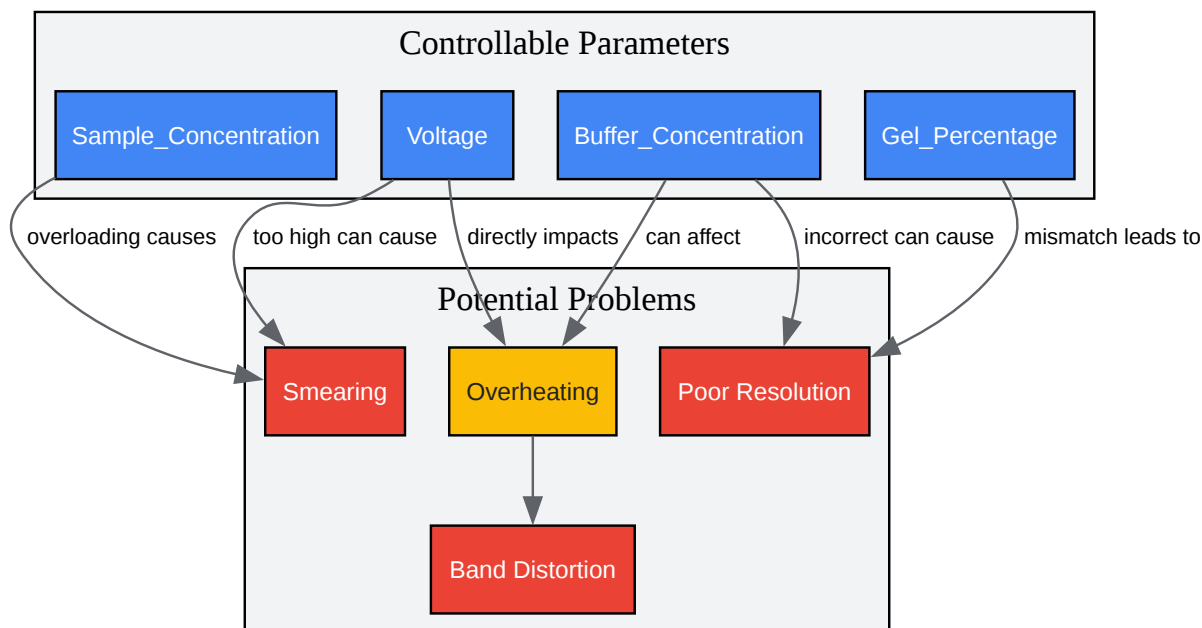 Controllable Parameters
Sample_Concentration
Voltage
Buffer_Concentration
Gel_Percentage
overloading causes
too high can cause
directly impacts
can affect
incorrect can cause
mismatch leads to
Potential Problems
Smearing
Overheating
Poor Resolution
Band Distortion